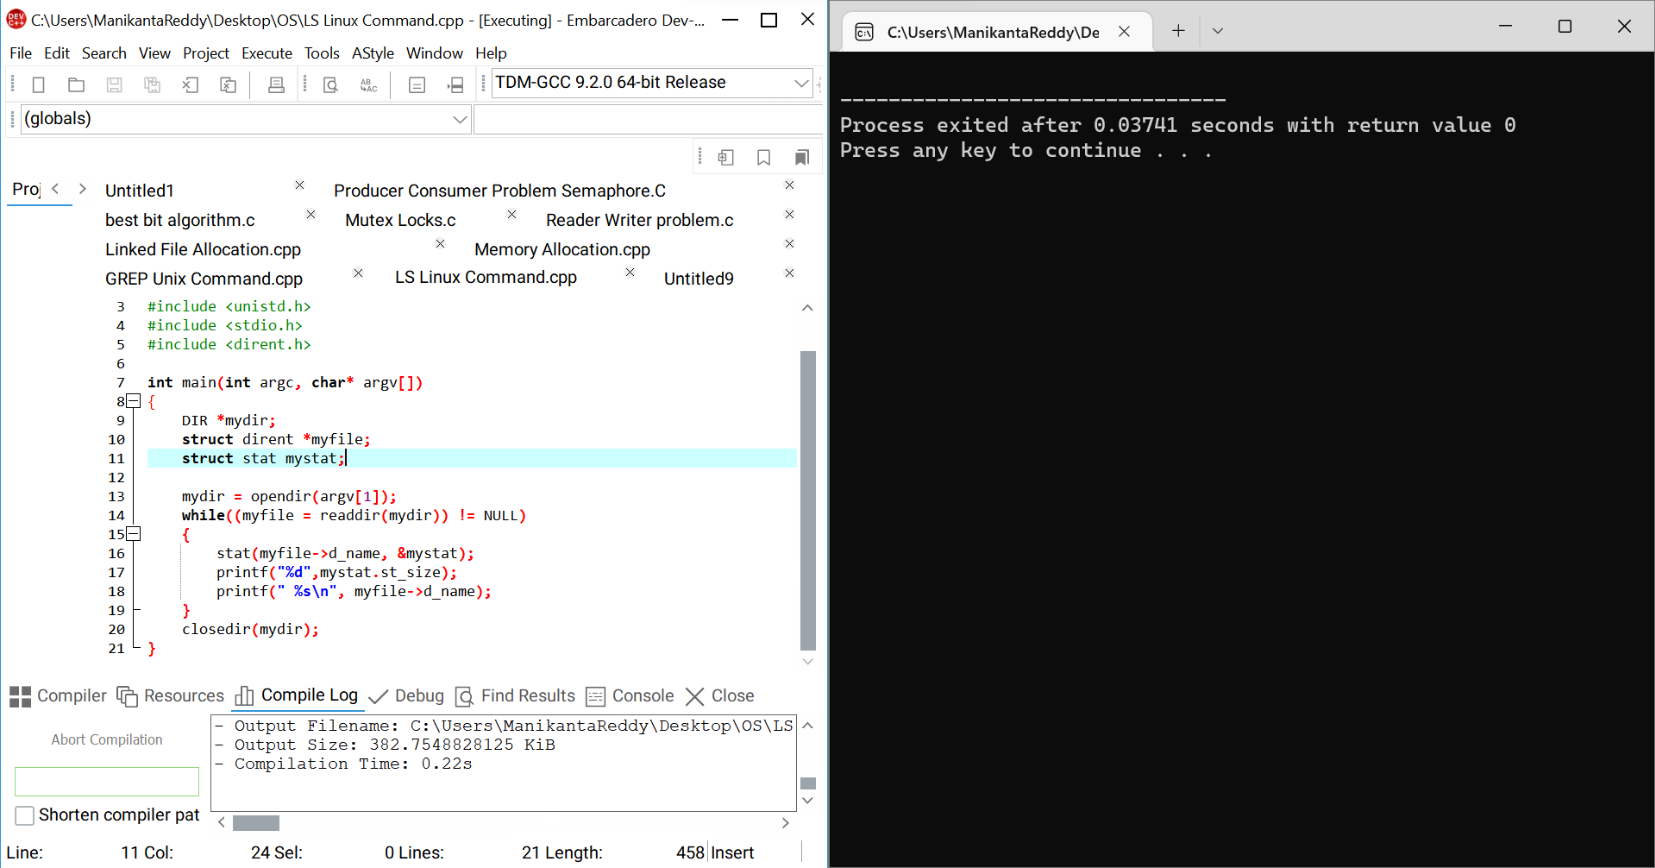 C:\Users\ManikantaReddy\Desktop\OS\LS Linux Command.cpp - [Executing] - Embarcadero Dev-...
File Edit Search View Project Execute Tools AStyle Window Help
TDM-GCC 9.2.0 64-bit Release
(globals)
Proj
Untitled1 Producer Consumer Problem Semaphore.C
best bit algorithm.c Mutex Locks.c Reader Writer problem.c
Linked File Allocation.cpp Memory Allocation.cpp
GREP Unix Command.cpp LS Linux Command.cpp Untitled9
3 #include <unistd.h>
4 #include <stdio.h>
5 #include <dirent.h>
6
7 int main(int argc, char* argv[])
8 {
9 DIR *mydir;
10 struct dirent *myfile;
11 struct stat mystat;
12
13 mydir = opendir(argv[1]);
14 while((myfile = readdir(mydir)) != NULL)
15 {
16 stat(myfile->d_name, &mystat);
17 printf("%d",mystat.st_size);
18 printf(" %s\n", myfile->d_name);
19 }
20 closedir(mydir);
21 }
Compiler Resources Compile Log Debug Find Results Console Close
Abort Compilation
Shorten compiler pat
- Output Filename: C:\Users\ManikantaReddy\Desktop\OS\LS
- Output Size: 382.7548828125 KiB
- Compilation Time: 0.22s
Line: 11 Col: 24 Sel: 0 Lines: 21 Length: 458 Insert
C:\Users\ManikantaReddy\De
--------------------------------
Process exited after 0.03741 seconds with return value 0
Press any key to continue . . .